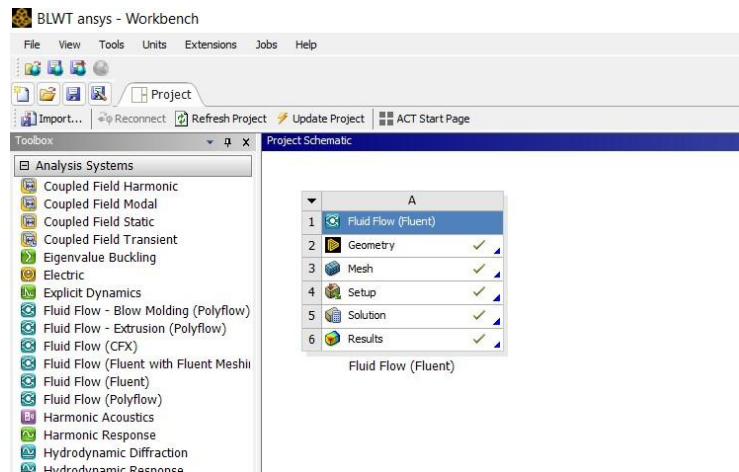 BLWT ansys - Workbench
File View Tools Units Extensions Jobs Help
Project
Import... Reconnect Refresh Project Update Project ACT Start Page
Toolbox
Project Schematic
Analysis Systems
Coupled Field Harmonic
Coupled Field Modal
Coupled Field Static
Coupled Field Transient
Eigenvalue Buckling
Electric
Explicit Dynamics
Fluid Flow - Blow Molding (Polyflow)
Fluid Flow - Extrusion (Polyflow)
Fluid Flow (CFX)
Fluid Flow (Fluent with Fluent Meshi
Fluid Flow (Fluent)
Fluid Flow (Polyflow)
Harmonic Acoustics
Harmonic Response
Hydrodynamic Diffraction
Hydrodynamic Response
A
1 Fluid Flow (Fluent)
2 Geometry
3 Mesh
4 Setup
5 Solution
6 Results
Fluid Flow (Fluent)